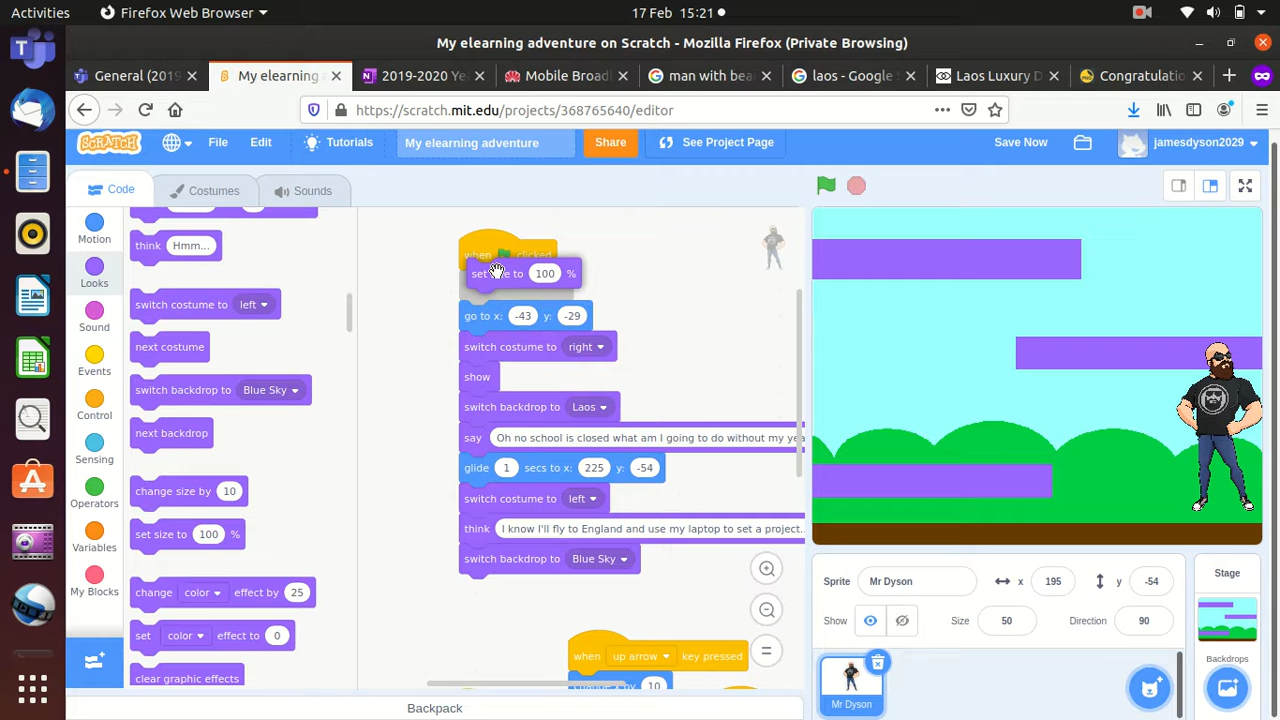 Activities
Firefox Web Browser
17 Feb 15:21
My elearning adventure on Scratch - Mozilla Firefox (Private Browsing)
General (2019
My elearning
2019-2020 Ye
Mobile Broad
man with bea
laos - Google S
Laos Luxury D
Congratulatio
https://scratch.mit.edu/projects/368765640/editor
SCRATCH
File
Edit
Tutorials
My elearning adventure
Share
See Project Page
Save Now
jamesdyson2029
Code
Costumes
Sounds
Motion
Looks
Sound
Events
Control
Sensing
Operators
Variables
My Blocks
think Hmm...
switch costume to left
next costume
switch backdrop to Blue Sky
next backdrop
change size by 10
set size to 100 %
change color effect by 25
set color effect to 0
clear graphic effects
when clicked
to 100 %
go to x: -43 y: -29
switch costume to right
show
switch backdrop to Laos
say Oh no school is closed what am I going to do without my yea
glide 1 secs to x: 225 y: -54
switch costume to left
think I know I'll fly to England and use my laptop to set a project..
switch backdrop to Blue Sky
when up arrow key pressed
change x by 10
Sprite Mr Dyson x 195 y -54
Show Size 50 Direction 90
Mr Dyson
Stage
Backdrops
Backpack